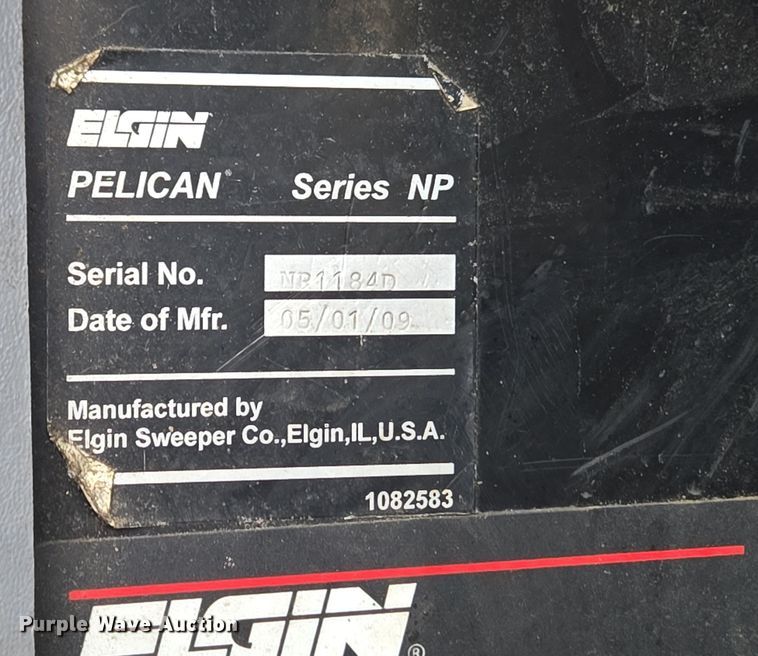 ELGIN
PELICAN® Series NP
Serial No. NP1184D
Date of Mfr. 05/01/09
Manufactured by
Elgin Sweeper Co.,Elgin,IL,U.S.A.
1082583
ELGIN®
Purple Wave Auction